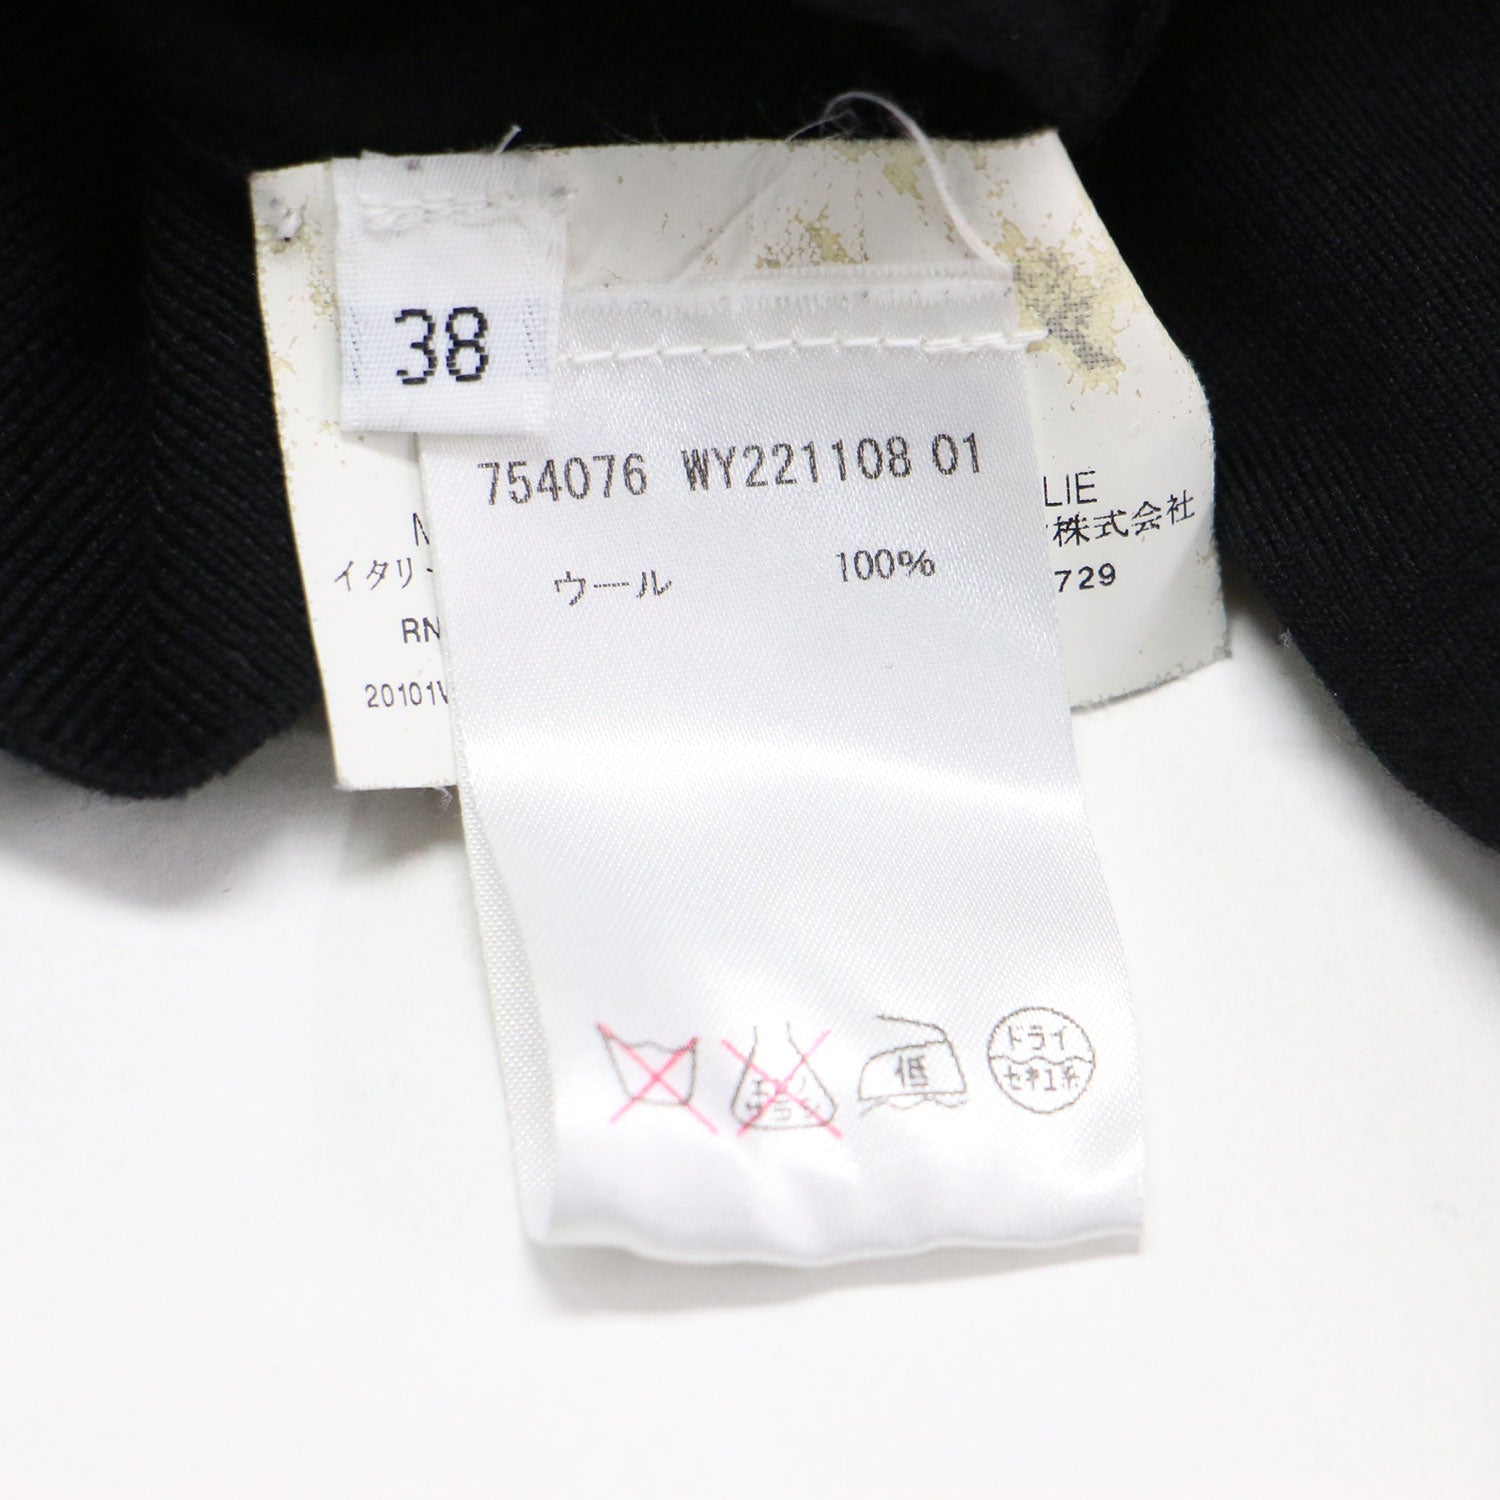 38
754076 WY221108 01
ウール 100%
LIE
イタリー
株式会社
RN
729
20101
低
ドライ
セキユ系